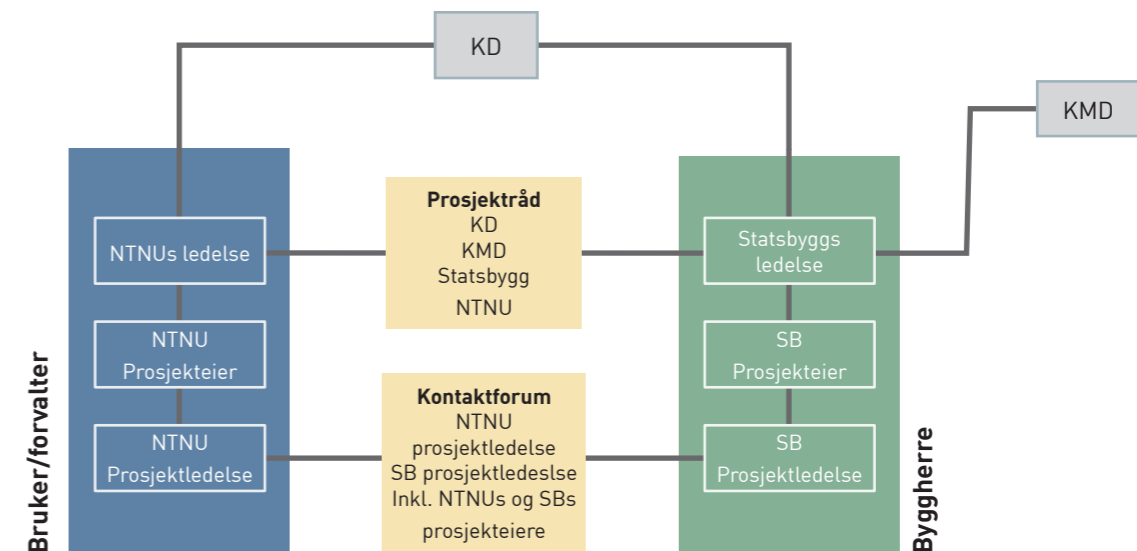 KD
KMD
Bruker/forvalter
NTNUs ledelse
NTNU
Prosjekteier
NTNU
Prosjektledelse
Prosjektråd
KD
KMD
Statsbygg
NTNU
Kontaktforum
NTNU
prosjektledelse
SB prosjektledeslse
Inkl. NTNUs og SBs
prosjekteiere
Statsbyggs
ledelse
SB
Prosjekteier
SB
Prosjektledelse
Byggherre